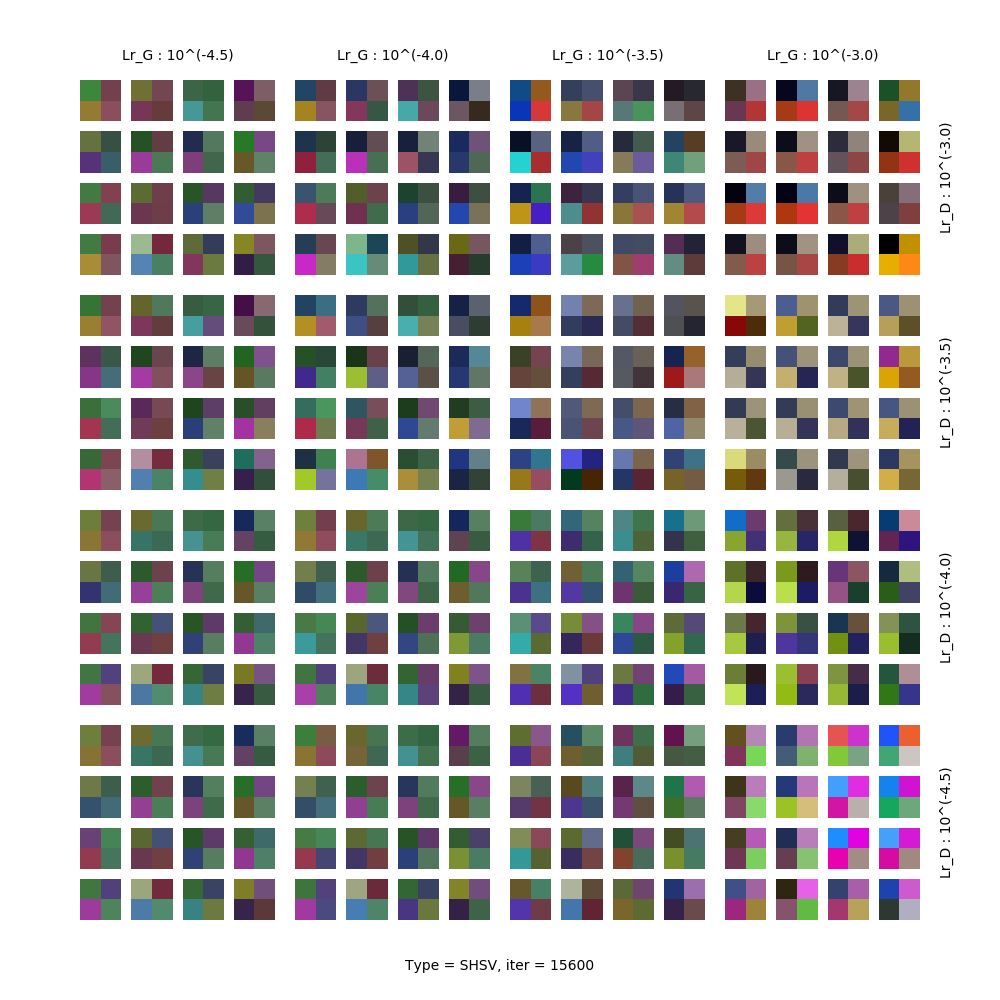 Lr_G : 10^(-4.5)
Lr_G : 10^(-4.0)
Lr_G : 10^(-3.5)
Lr_G : 10^(-3.0)
Lr_D : 10^(-3.0)
Lr_D : 10^(-3.5)
Lr_D : 10^(-4.0)
Lr_D : 10^(-4.5)
Type = SHSV, iter = 15600